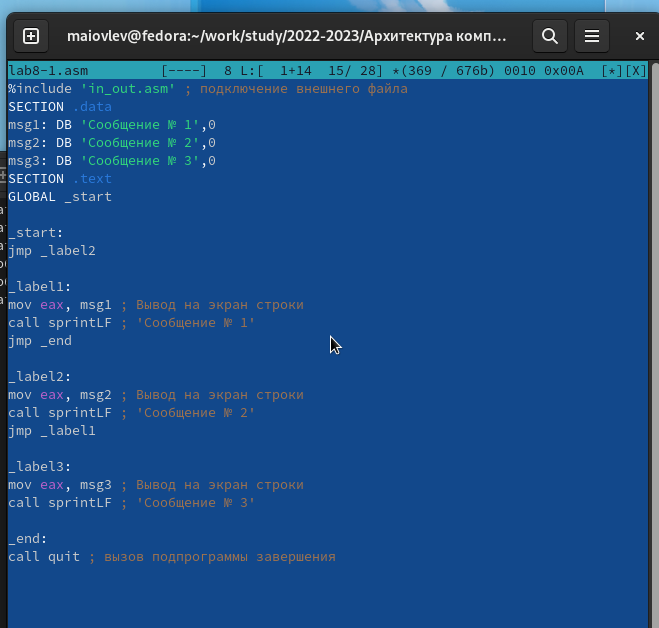 maiovlev@fedora:~/work/study/2022-2023/Архитектура комп…
lab8-1.asm [----] 8 L:[ 1+14 15/ 28] *(369 / 676b) 0010 0x00A [*][X]
%include 'in_out.asm' ; подключение внешнего файла
SECTION .data
msg1: DB 'Сообщение № 1',0
msg2: DB 'Сообщение № 2',0
msg3: DB 'Сообщение № 3',0
SECTION .text
GLOBAL _start
_start:
jmp _label2
_label1:
mov eax, msg1 ; Вывод на экран строки
call sprintLF ; 'Сообщение № 1'
jmp _end
_label2:
mov eax, msg2 ; Вывод на экран строки
call sprintLF ; 'Сообщение № 2'
jmp _label1
_label3:
mov eax, msg3 ; Вывод на экран строки
call sprintLF ; 'Сообщение № 3'
_end:
call quit ; вызов подпрограммы завершения